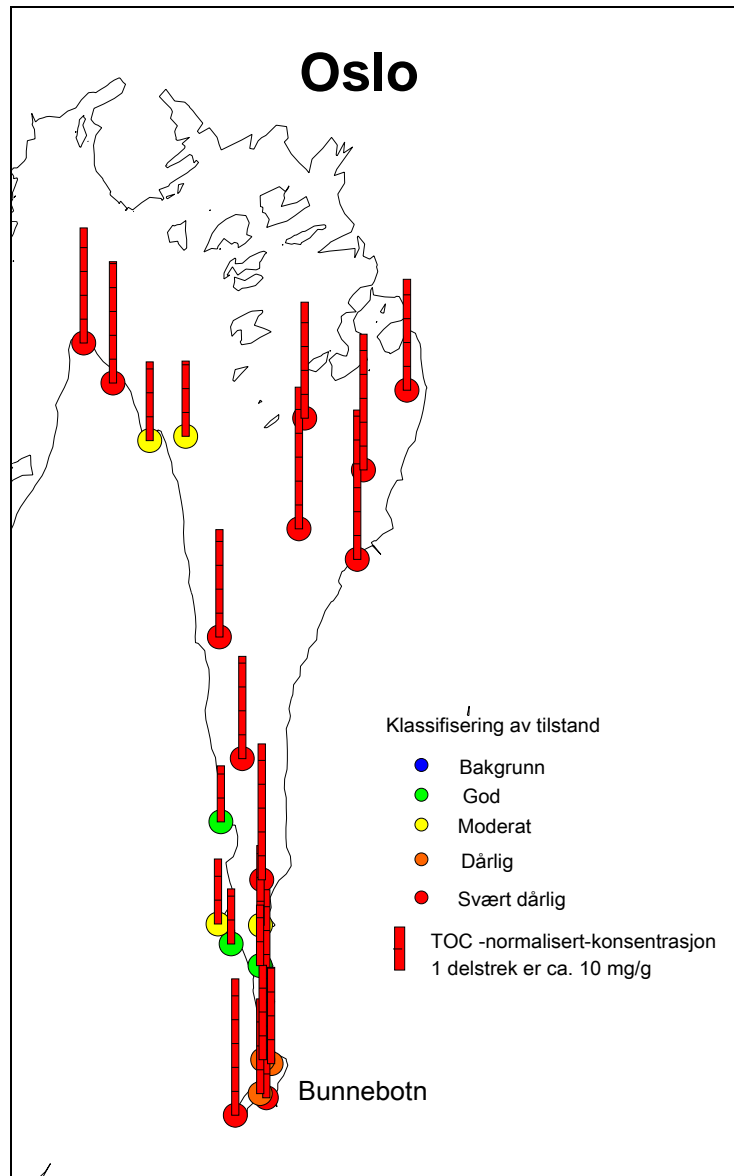 Oslo
Klassifisering av tilstand
Bakgrunn
God
Moderat
Dårlig
Svært dårlig
TOC -normalisert-konsentrasjon
1 delstrek er ca. 10 mg/g
Bunnebotn